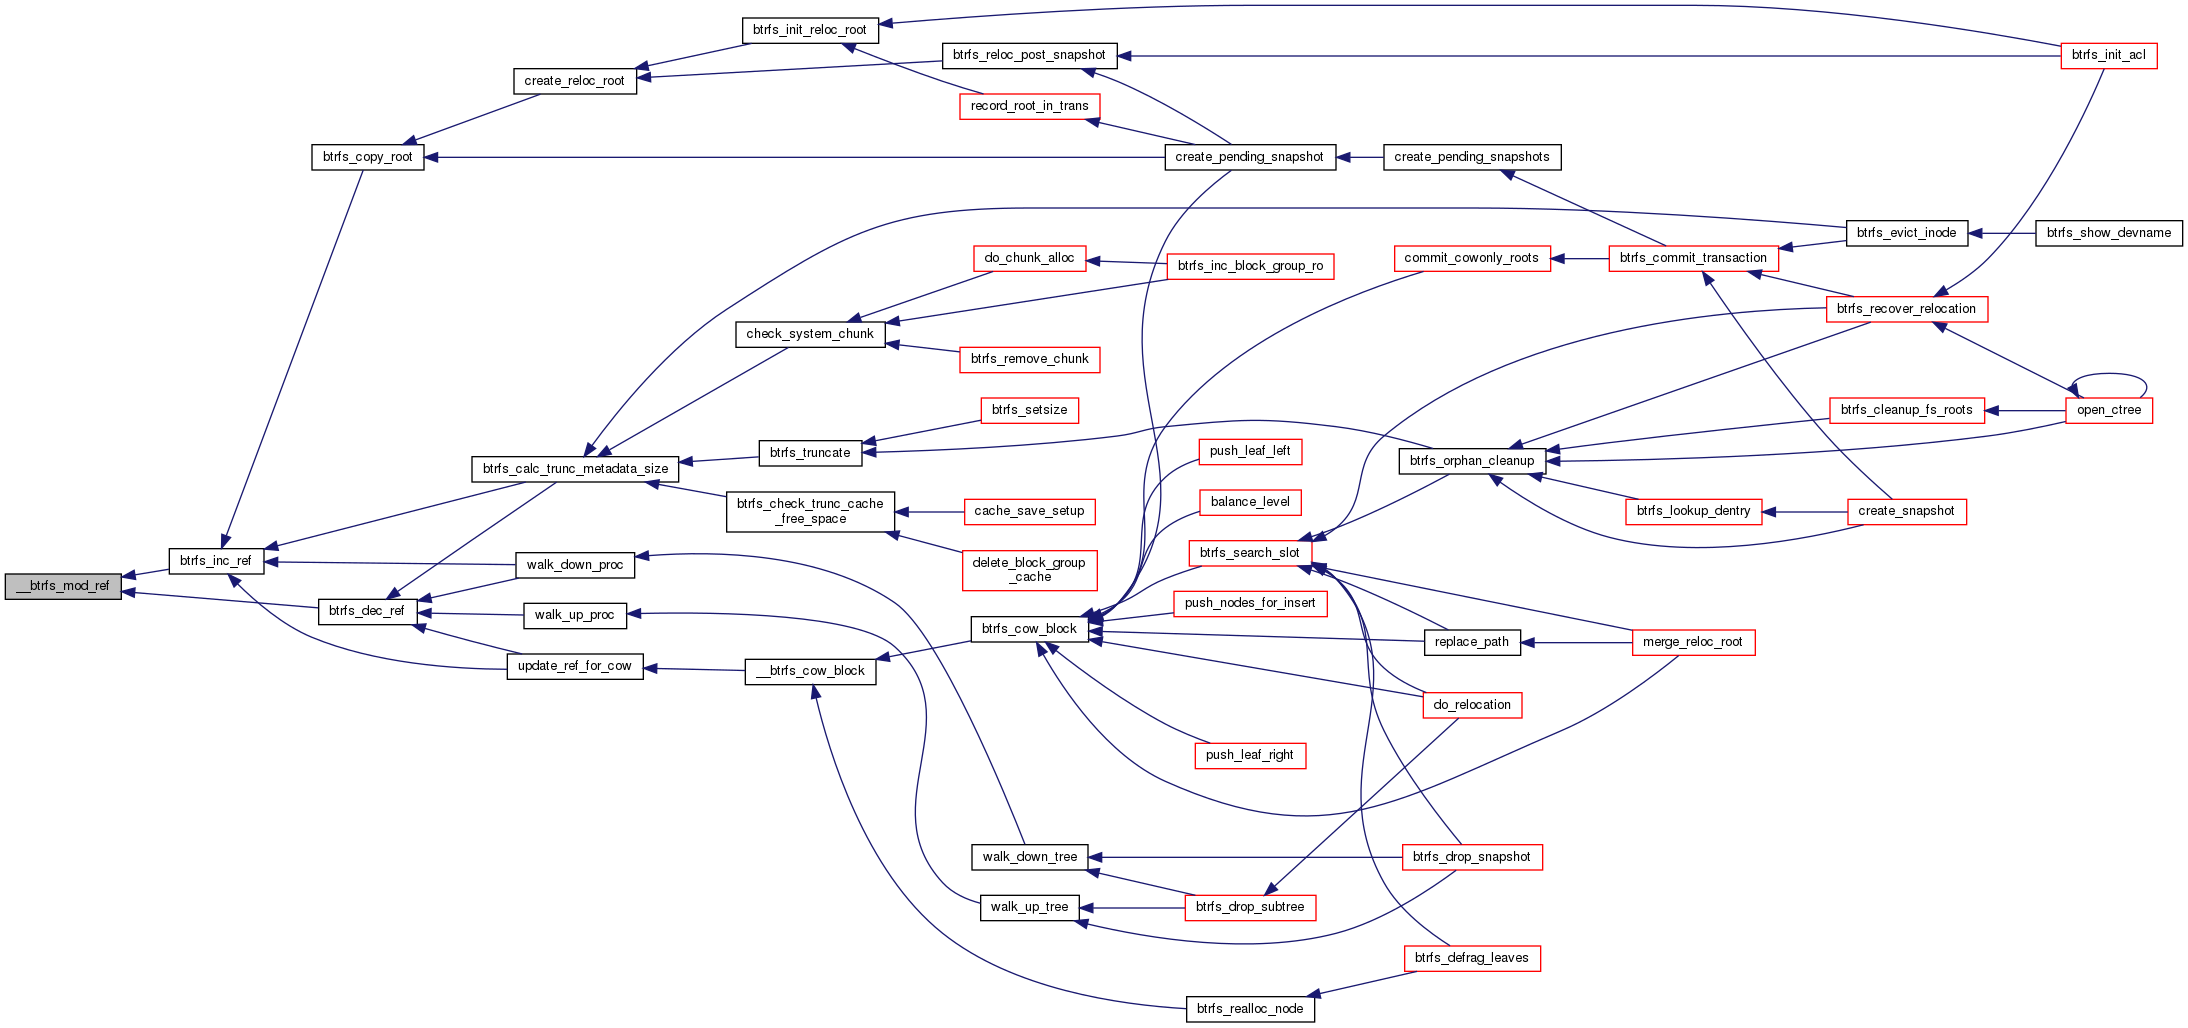 btrfs_init_reloc_root
btrfs_reloc_post_snapshot
btrfs_init_acl
create_reloc_root
record_root_in_trans
btrfs_copy_root
create_pending_snapshot
create_pending_snapshots
btrfs_evict_inode
btrfs_show_devname
do_chunk_alloc
btrfs_inc_block_group_ro
commit_cowonly_roots
btrfs_commit_transaction
btrfs_recover_relocation
check_system_chunk
btrfs_remove_chunk
btrfs_setsize
btrfs_cleanup_fs_roots
open_ctree
btrfs_truncate
push_leaf_left
btrfs_orphan_cleanup
btrfs_calc_trunc_metadata_size
btrfs_check_trunc_cache
_free_space
cache_save_setup
balance_level
btrfs_lookup_dentry
create_snapshot
btrfs_inc_ref
walk_down_proc
delete_block_group
_cache
btrfs_search_slot
__btrfs_mod_ref
btrfs_dec_ref
walk_up_proc
btrfs_cow_block
push_nodes_for_insert
replace_path
merge_reloc_root
update_ref_for_cow
__btrfs_cow_block
do_relocation
push_leaf_right
walk_down_tree
btrfs_drop_snapshot
walk_up_tree
btrfs_drop_subtree
btrfs_defrag_leaves
btrfs_realloc_node